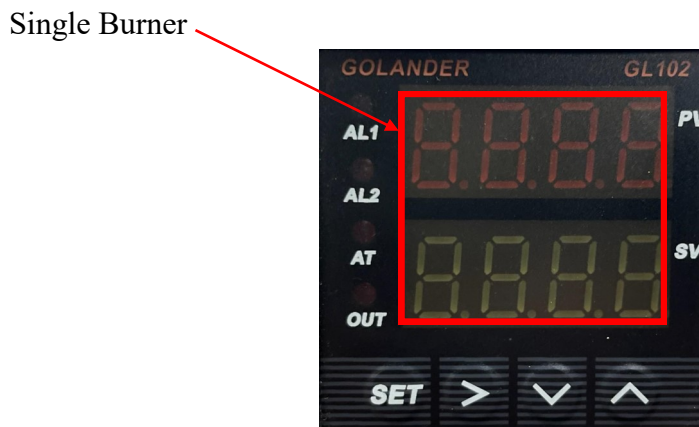 Single Burner
GOLANDER GL102
PV
AL1
AL2
AT
SV
OUT
SET > ∨ ∧